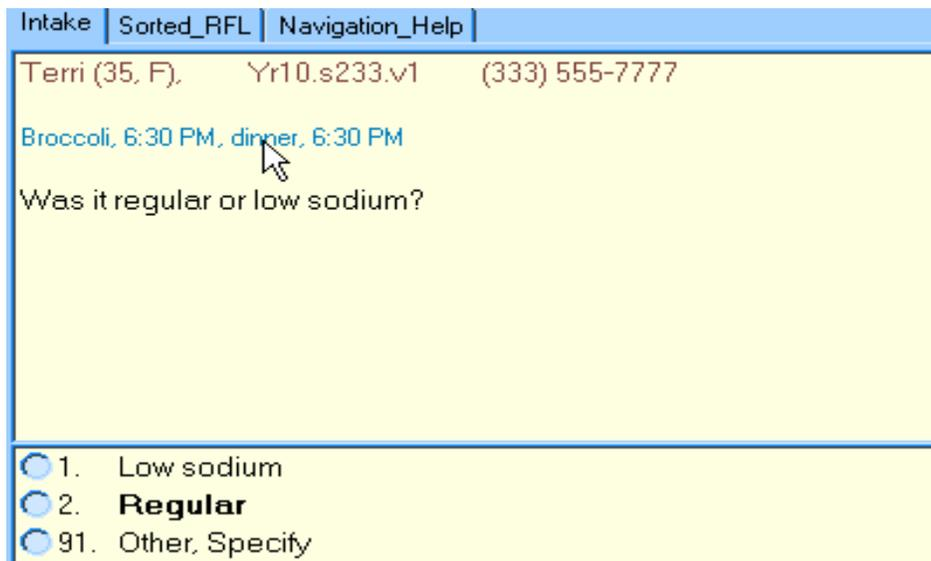 Intake Sorted_RFL Navigation_Help
Terri (35, F), Yr10.s233.v1 (333) 555-7777
Broccoli, 6:30 PM, dinner, 6:30 PM
Was it regular or low sodium?
1. Low sodium
2. Regular
91. Other, Specify